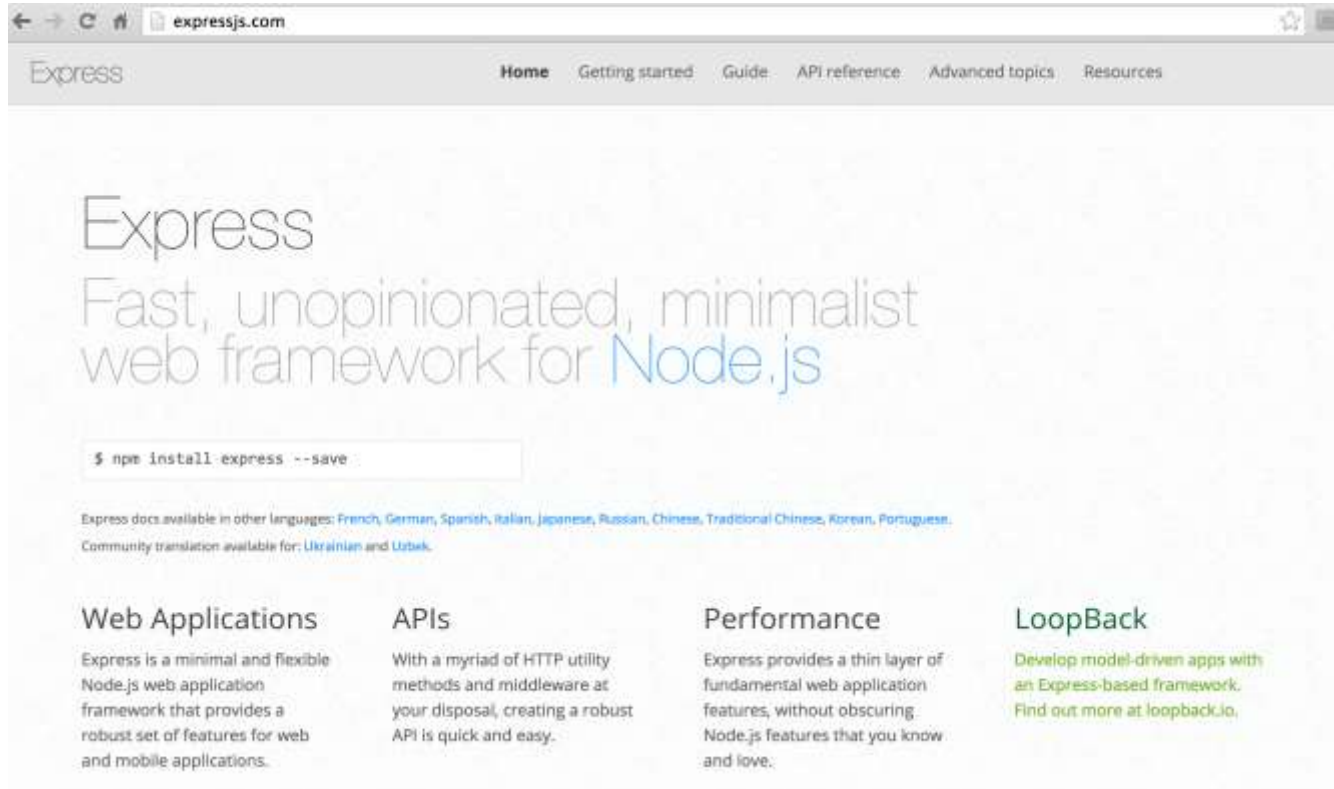 expressjs.com
Express
Home Getting started Guide API reference Advanced topics Resources
Express
Fast, unopinionated, minimalist
web framework for Node.js
$ npm install express --save
Express docs available in other languages: French, German, Spanish, Italian, Japanese, Russian, Chinese, Traditional Chinese, Korean, Portuguese.
Community translation available for: Ukrainian and Uzbek.
Web Applications
Express is a minimal and flexible
Node.js web application
framework that provides a
robust set of features for web
and mobile applications.
APIs
With a myriad of HTTP utility
methods and middleware at
your disposal, creating a robust
API is quick and easy.
Performance
Express provides a thin layer of
fundamental web application
features, without obscuring
Node.js features that you know
and love.
LoopBack
Develop model-driven apps with
an Express-based framework.
Find out more at loopback.io.